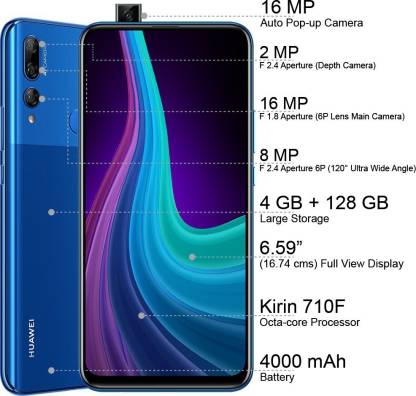 16 MP
Auto Pop-up Camera
2 MP
F 2.4 Aperture (Depth Camera)
16 MP
F 1.8 Aperture (6P Lens Main Camera)
8 MP
F 2.4 Aperture 6P (120° Ultra Wide Angle)
4 GB + 128 GB
Large Storage
6.59”
(16.74 cms) Full View Display
Kirin 710F
Octa-core Processor
4000 mAh
Battery
HUAWEI